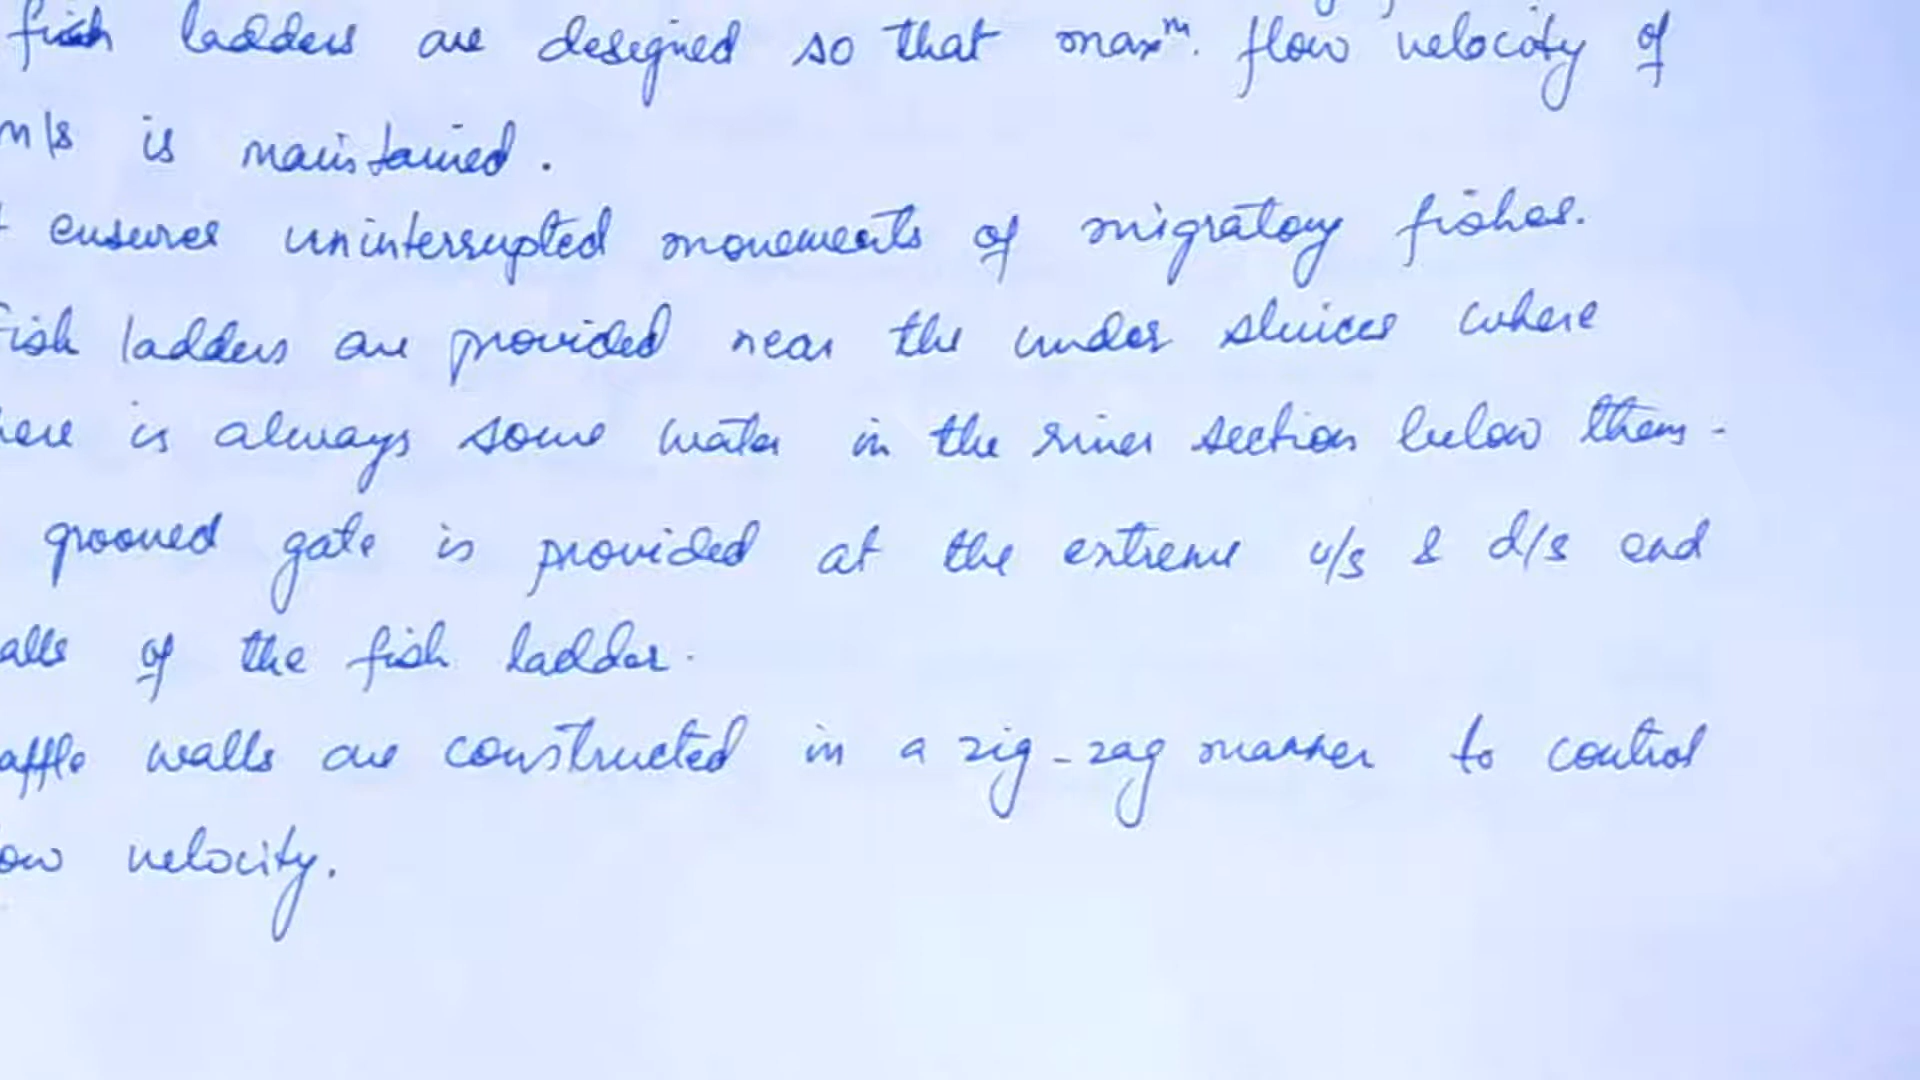 fish ladders are designed so that maxᵐ. flow velocity of
m/s is maintained.
ensures uninterrupted movements of migratory fishes.
fish ladders are provided near the under sluices where
here is always some water in the river section below them.
grooved gate is provided at the extreme u/s & d/s end
alls of the fish ladder.
affle walls are constructed in a zig-zag manner to control
ow velocity.